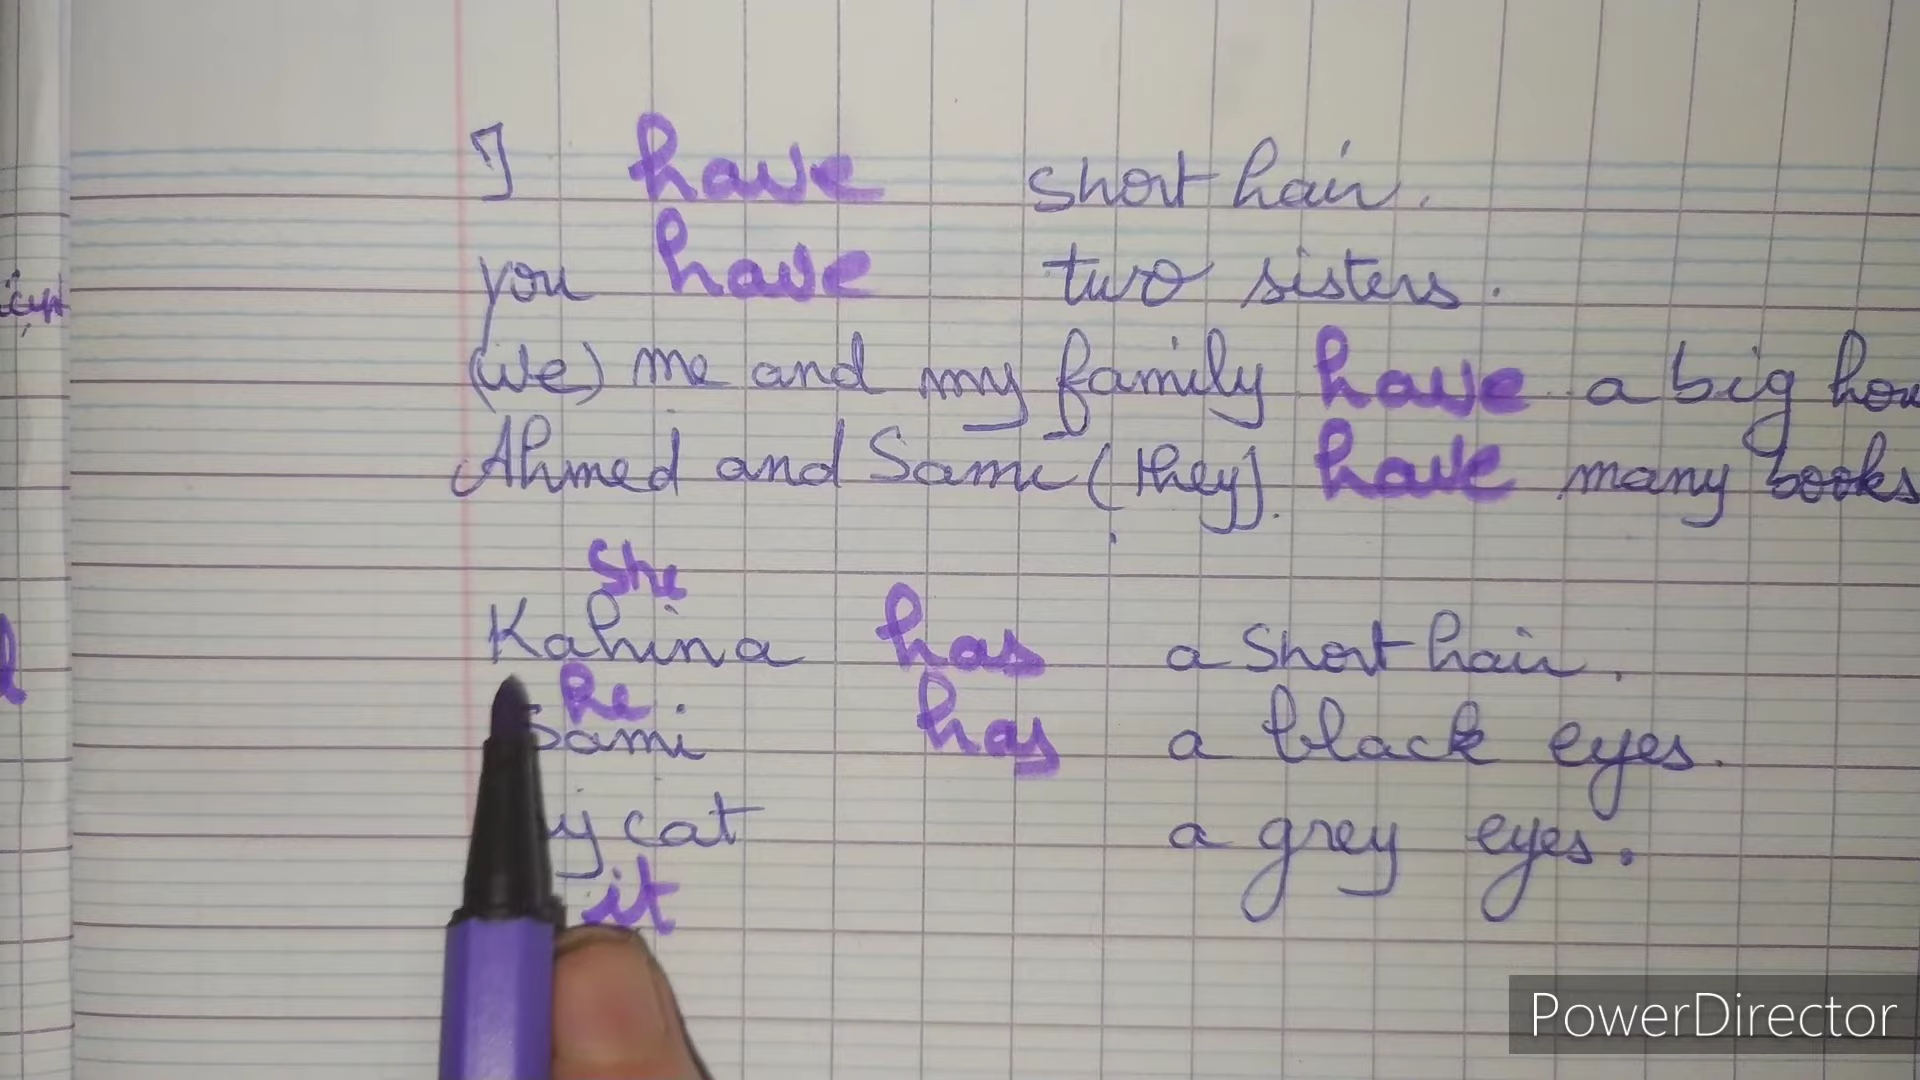 I have short hair.
you have two sisters.
(we) me and my family have a big hou
Ahmed and Sami (they). have many books
She
Kahina has a short hair.
he
Sami has a black eyes.
y cat a grey eyes.
it
PowerDirector